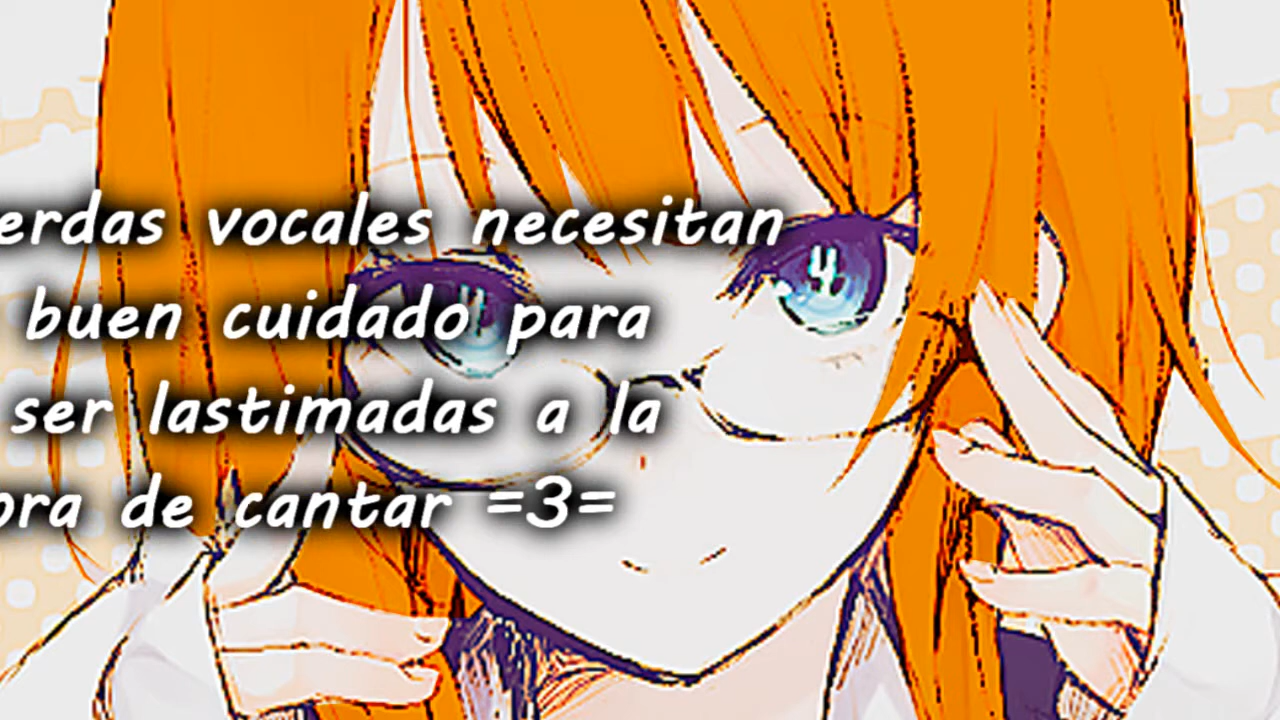 erdas vocales necesitan
buen cuidado para
ser lastimadas a la
ora de cantar =3=